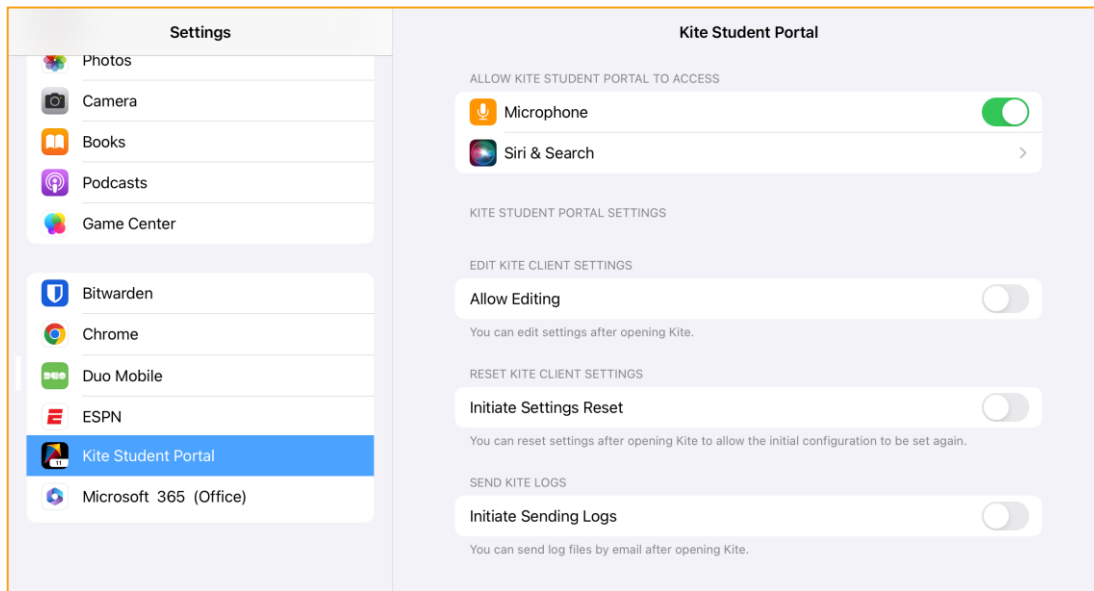 Settings
Photos
Camera
Books
Podcasts
Game Center
Bitwarden
Chrome
Duo Mobile
ESPN
Kite Student Portal
Microsoft 365 (Office)
Kite Student Portal
ALLOW KITE STUDENT PORTAL TO ACCESS
Microphone
Siri & Search
KITE STUDENT PORTAL SETTINGS
EDIT KITE CLIENT SETTINGS
Allow Editing
You can edit settings after opening Kite.
RESET KITE CLIENT SETTINGS
Initiate Settings Reset
You can reset settings after opening Kite to allow the initial configuration to be set again.
SEND KITE LOGS
Initiate Sending Logs
You can send log files by email after opening Kite.